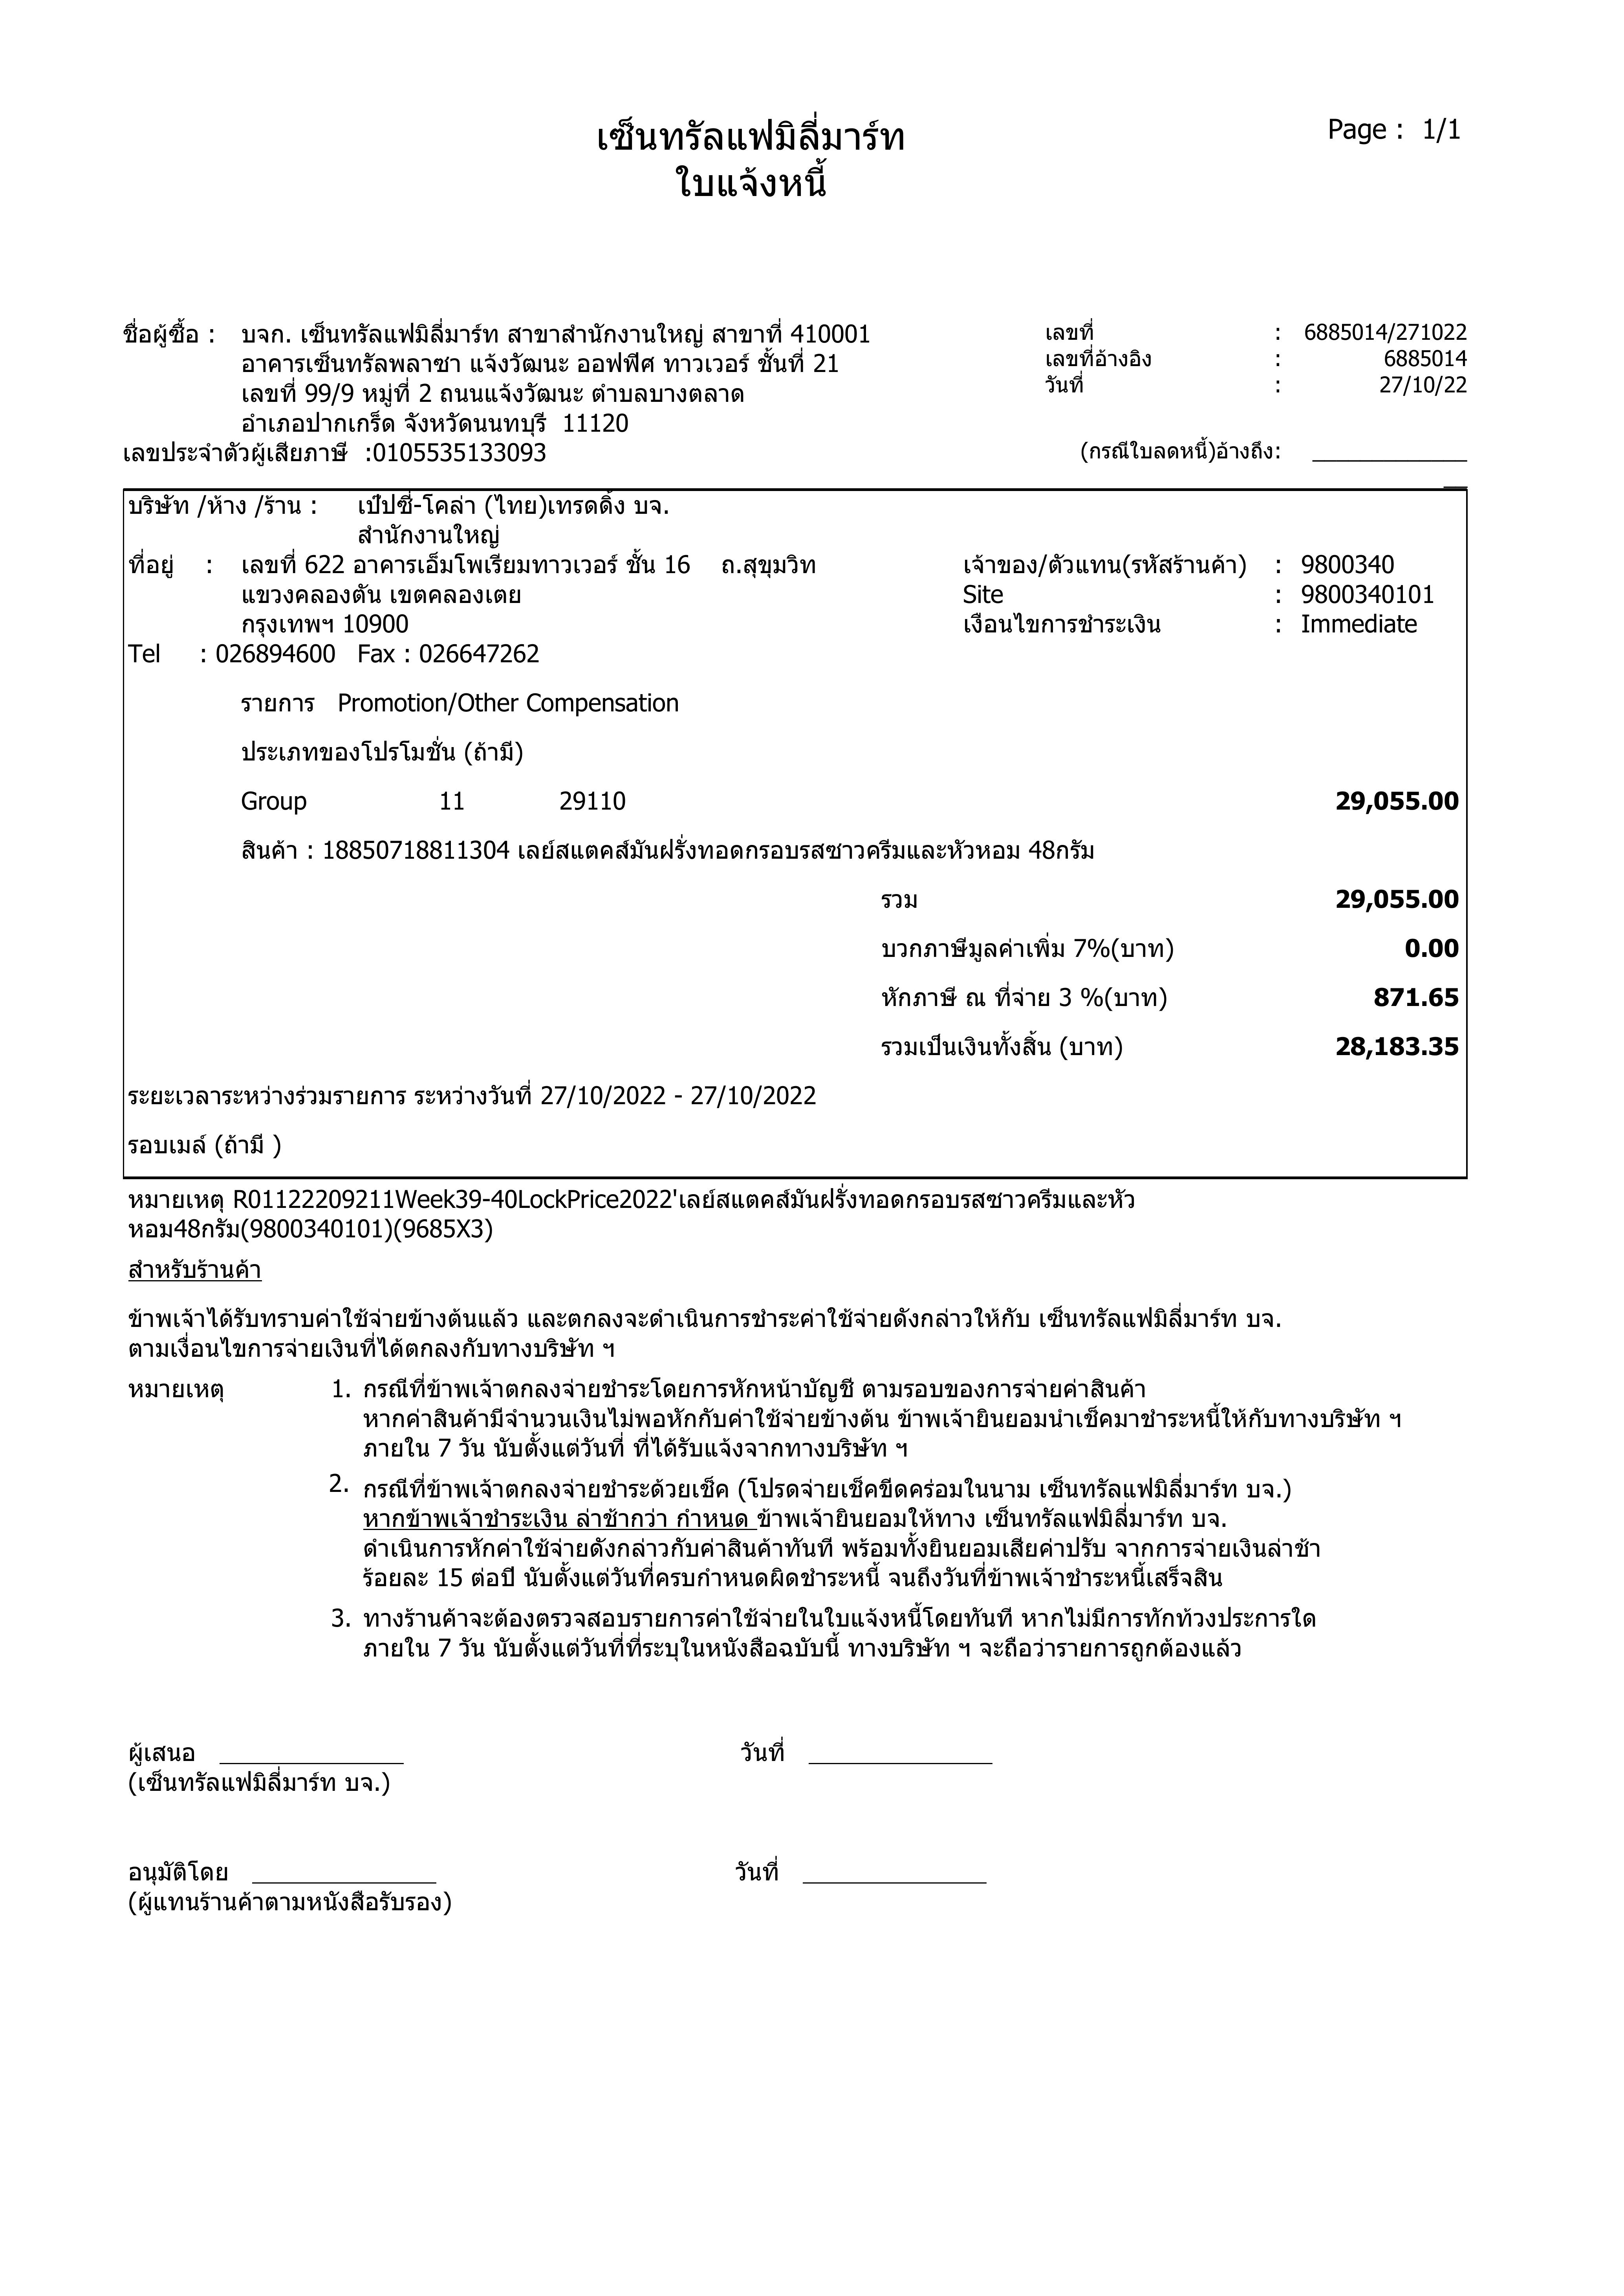 เซ็นทรัลแฟมิลี่มาร์ท
Page : 1/1
ใบแจ้งหนี้
ชื่อผู้ซื้อ : บจก. เซ็นทรัลแฟมิลี่มาร์ท สาขาสำนักงานใหญ่ สาขาที่ 410001
เลขที่ : 6885014/271022
อาคารเซ็นทรัลพลาซา แจ้งวัฒนะ ออฟฟิศ ทาวเวอร์ ชั้นที่ 21
เลขที่อ้างอิง : 6885014
เลขที่ 99/9 หมู่ที่ 2 ถนนแจ้งวัฒนะ ตำบลบางตลาด
วันที่ : 27/10/22
อำเภอปากเกร็ด จังหวัดนนทบุรี 11120
เลขประจำตัวผู้เสียภาษี :0105535133093
(กรณีใบลดหนี้)อ้างถึง: ____________
บริษัท /ห้าง /ร้าน : เป๊ปซี่-โคล่า (ไทย)เทรดดิ้ง บจ.
สำนักงานใหญ่
ที่อยู่ : เลขที่ 622 อาคารเอ็มโพเรียมทาวเวอร์ ชั้น 16 ถ.สุขุมวิท
เจ้าของ/ตัวแทน(รหัสร้านค้า) : 9800340
แขวงคลองตัน เขตคลองเตย
Site : 9800340101
กรุงเทพฯ 10900
เงือนไขการชำระเงิน : Immediate
Tel : 026894600 Fax : 026647262
รายการ Promotion/Other Compensation
ประเภทของโปรโมชั่น (ถ้ามี)
Group 11 29110 29,055.00
สินค้า : 18850718811304 เลย์สแตคส์มันฝรั่งทอดกรอบรสซาวครีมและหัวหอม 48กรัม
รวม 29,055.00
บวกภาษีมูลค่าเพิ่ม 7%(บาท) 0.00
หักภาษี ณ ที่จ่าย 3 %(บาท) 871.65
รวมเป็นเงินทั้งสิ้น (บาท) 28,183.35
ระยะเวลาระหว่างร่วมรายการ ระหว่างวันที่ 27/10/2022 - 27/10/2022
รอบเมล์ (ถ้ามี )
หมายเหตุ R01122209211Week39-40LockPrice2022'เลย์สแตคส์มันฝรั่งทอดกรอบรสซาวครีมและหัว
หอม48กรัม(9800340101)(9685X3)
สำหรับร้านค้า
ข้าพเจ้าได้รับทราบค่าใช้จ่ายข้างต้นแล้ว และตกลงจะดำเนินการชำระค่าใช้จ่ายดังกล่าวให้กับ เซ็นทรัลแฟมิลี่มาร์ท บจ.
ตามเงื่อนไขการจ่ายเงินที่ได้ตกลงกับทางบริษัท ฯ
หมายเหตุ 1. กรณีที่ข้าพเจ้าตกลงจ่ายชำระโดยการหักหน้าบัญชี ตามรอบของการจ่ายค่าสินค้า
หากค่าสินค้ามีจำนวนเงินไม่พอหักกับค่าใช้จ่ายข้างต้น ข้าพเจ้ายินยอมนำเช็คมาชำระหนี้ให้กับทางบริษัท ฯ
ภายใน 7 วัน นับตั้งแต่วันที่ ที่ได้รับแจ้งจากทางบริษัท ฯ
2. กรณีที่ข้าพเจ้าตกลงจ่ายชำระด้วยเช็ค (โปรดจ่ายเช็คขีดคร่อมในนาม เซ็นทรัลแฟมิลี่มาร์ท บจ.)
หากข้าพเจ้าชำระเงิน ล่าช้ากว่า กำหนด ข้าพเจ้ายินยอมให้ทาง เซ็นทรัลแฟมิลี่มาร์ท บจ.
ดำเนินการหักค่าใช้จ่ายดังกล่าวกับค่าสินค้าทันที พร้อมทั้งยินยอมเสียค่าปรับ จากการจ่ายเงินล่าช้า
ร้อยละ 15 ต่อปี นับตั้งแต่วันที่ครบกำหนดผิดชำระหนี้ จนถึงวันที่ข้าพเจ้าชำระหนี้เสร็จสิน
3. ทางร้านค้าจะต้องตรวจสอบรายการค่าใช้จ่ายในใบแจ้งหนี้โดยทันที หากไม่มีการทักท้วงประการใด
ภายใน 7 วัน นับตั้งแต่วันที่ที่ระบุในหนังสือฉบับนี้ ทางบริษัท ฯ จะถือว่ารายการถูกต้องแล้ว
ผู้เสนอ ______________ วันที่ ______________
(เซ็นทรัลแฟมิลี่มาร์ท บจ.)
อนุมัติโดย ______________ วันที่ ______________
(ผู้แทนร้านค้าตามหนังสือรับรอง)